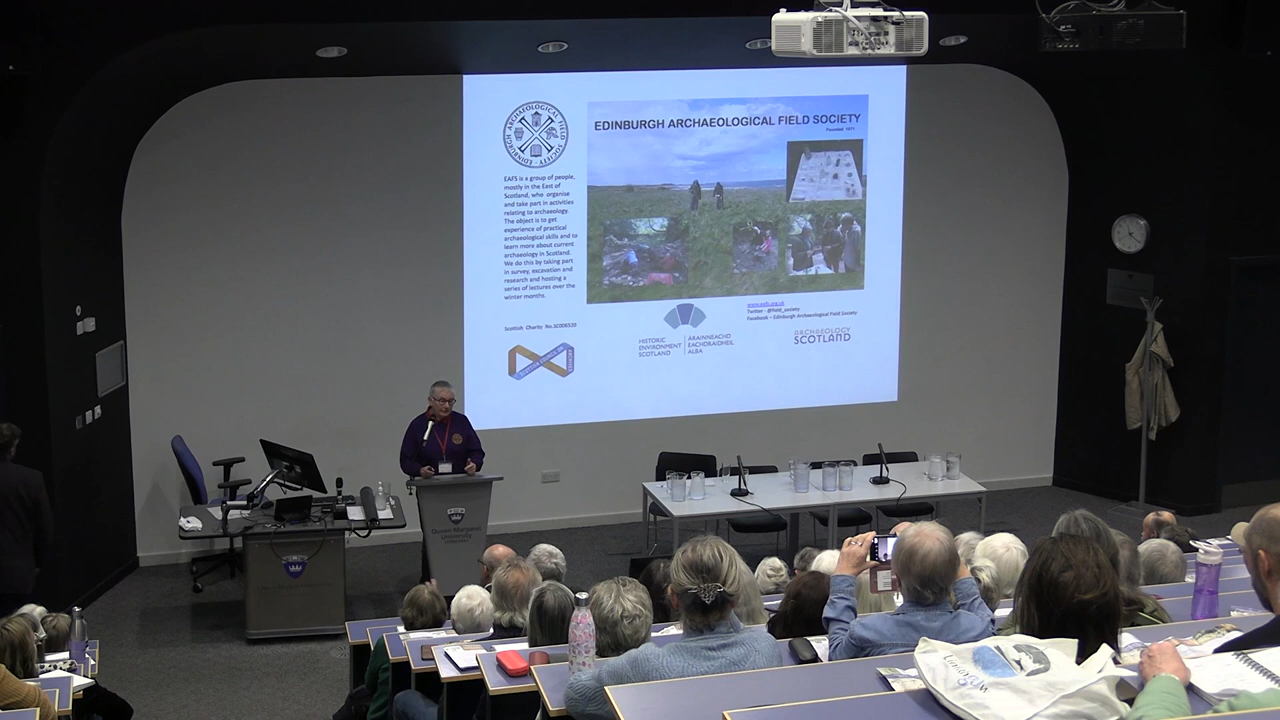 EDINBURGH ARCHAEOLOGICAL FIELD SOCIETY
EDINBURGH ARCHAEOLOGICAL FIELD SOCIETY
Founded 1971
EAFS is a group of people,
mostly in the East of
Scotland, who organise
and take part in activities
relating to archaeology.
The object is to get
experience of practical
archaeological skills and to
learn more about current
archaeology in Scotland.
We do this by taking part
in survey, excavation and
research and hosting a
series of lectures over the
winter months.
Scottish Charity No.SC006520
HISTORIC
ENVIRONMENT
SCOTLAND
ÀRAINNEACHD
EACHDRAIDHEIL
ALBA
www.eafs.org.uk
Twitter - @field_society
Facebook – Edinburgh Archaeological Field Society
ARCHAEOLOGY
SCOTLAND
Queen Margaret
University